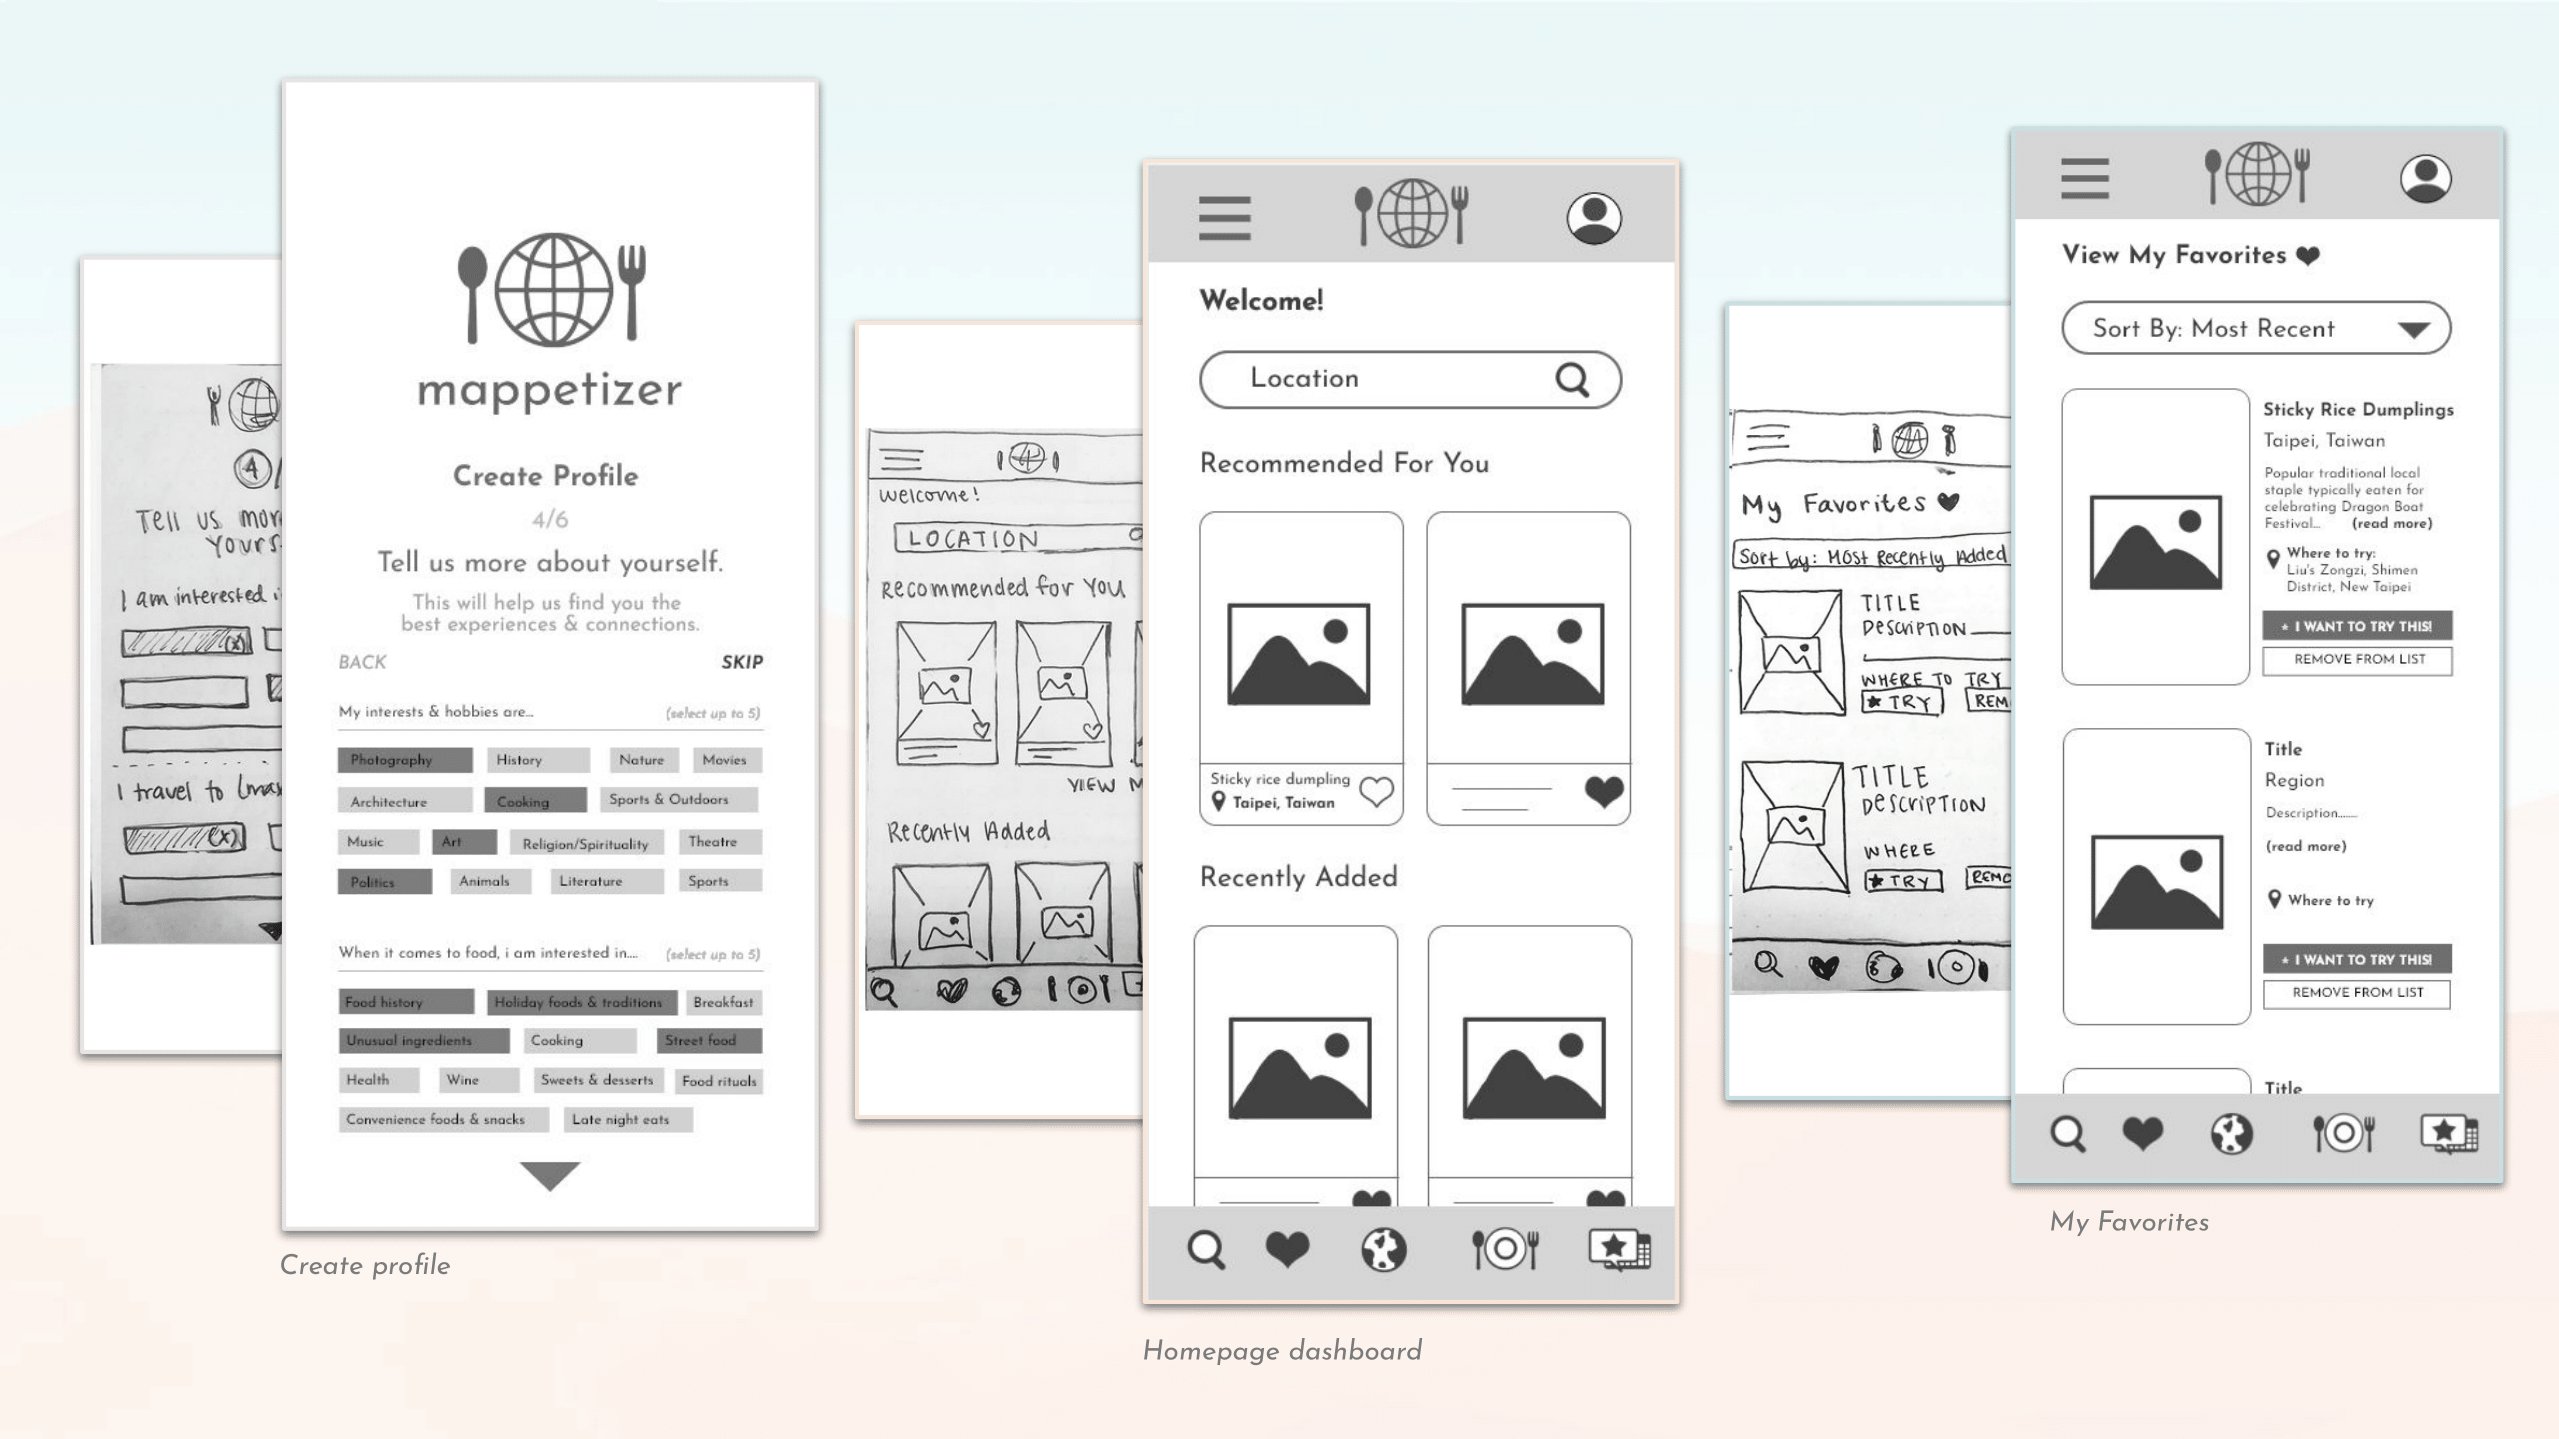 Tell us mor
Yours
I am interested i
I travel to (max
4
mappetizer
Create Profile
4/6
Tell us more about yourself.
This will help us find you the
best experiences & connections.
BACK SKIP
My interests & hobbies are... (select up to 5)
Photography History Nature Movies
Architecture Cooking Sports & Outdoors
Music Art Religion/Spirituality Theatre
Politics Animals Literature Sports
When it comes to food, i am interested in.... (select up to 5)
Food history Holiday foods & traditions Breakfast
Unusual ingredients Cooking Street food
Health Wine Sweets & desserts Food rituals
Convenience foods & snacks Late night eats
Create profile
Welcome!
LOCATION
Recommended for You
VIEW M
Recently Added
Welcome!
Location
Recommended For You
Sticky rice dumpling
Taipei, Taiwan
Recently Added
Homepage dashboard
My Favorites
Sort by: Most Recently Added
TITLE
Description
WHERE TO TRY
★ TRY REM
TITLE
Description
WHERE
★ TRY REMO
View My Favorites
Sort By: Most Recent
Sticky Rice Dumplings
Taipei, Taiwan
Popular traditional local
staple typically eaten for
celebrating Dragon Boat
Festival... (read more)
Where to try:
Liu's Zongzi, Shimen
District, New Taipei
★ I WANT TO TRY THIS!
REMOVE FROM LIST
Title
Region
Description........
(read more)
Where to try
★ I WANT TO TRY THIS!
REMOVE FROM LIST
Title
My Favorites